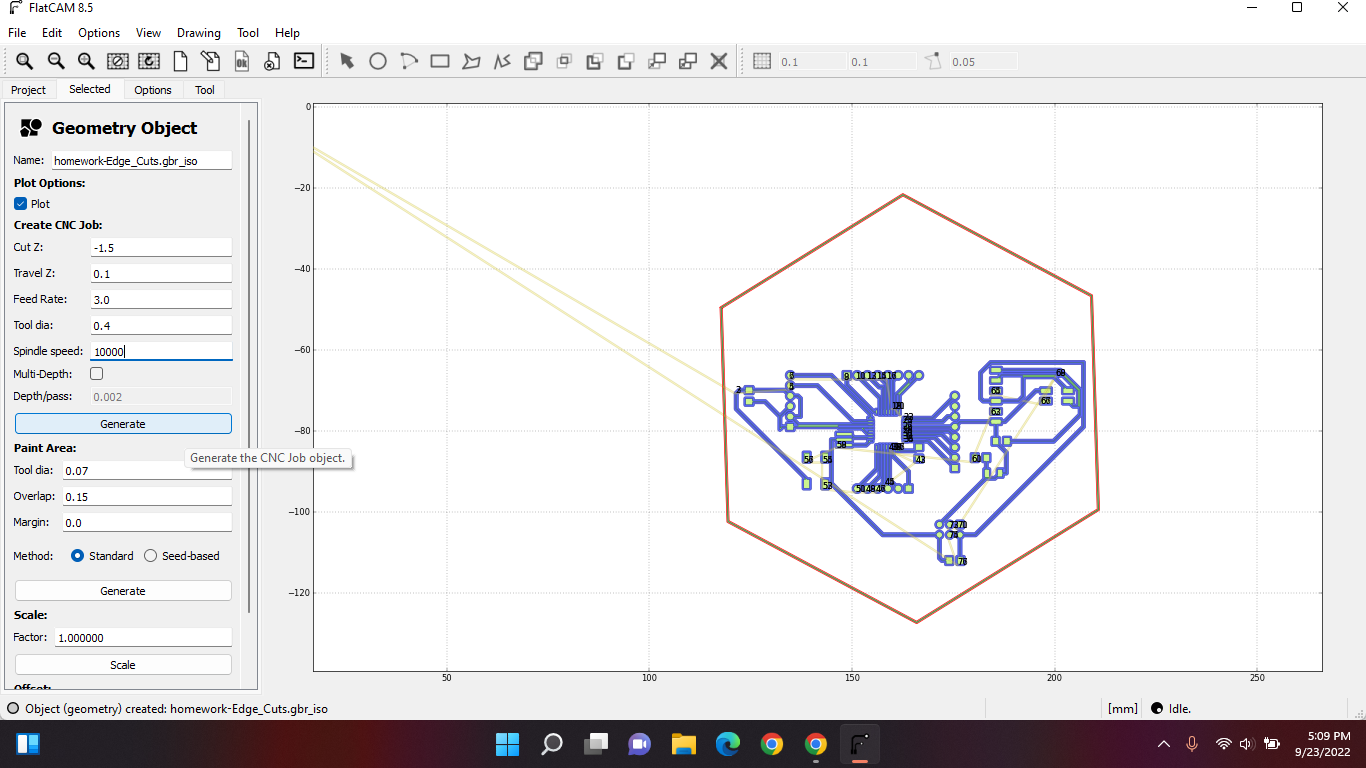 FlatCAM 8.5
File Edit Options View Drawing Tool Help
0.1 0.1 0.05
Project Selected Options Tool
Geometry Object
Name: homework-Edge_Cuts.gbr_iso
Plot Options:
Plot
Create CNC Job:
Cut Z: -1.5
Travel Z: 0.1
Feed Rate: 3.0
Tool dia: 0.4
Spindle speed: 10000
Multi-Depth:
Depth/pass: 0.002
Generate
Generate the CNC Job object.
Paint Area:
Tool dia: 0.07
Overlap: 0.15
Margin: 0.0
Method: Standard Seed-based
Generate
Scale:
Factor: 1.000000
Scale
Offset:
0
−20
−40
−60
−80
−100
−120
50 100 150 200 250
Object (geometry) created: homework-Edge_Cuts.gbr_iso [mm] Idle.
5:09 PM
9/23/2022